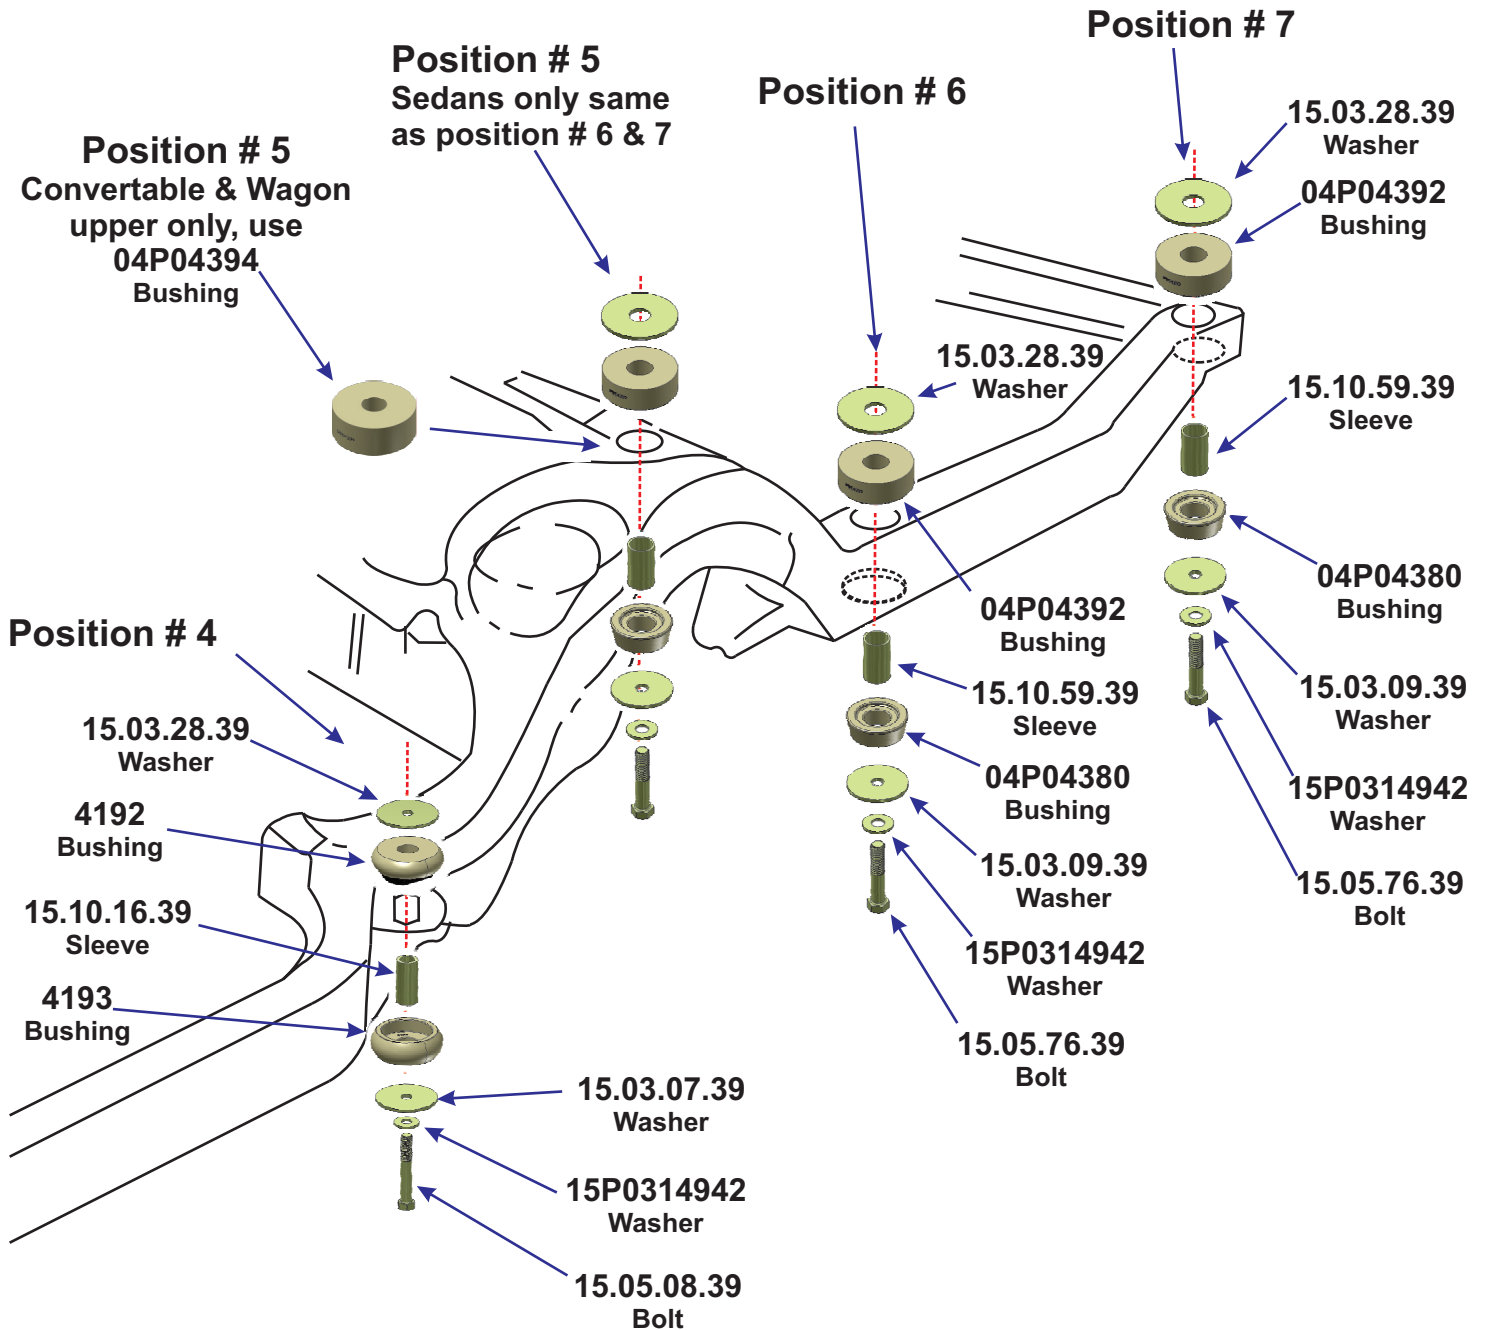 Position # 7
Position # 5
Sedans only same
as position # 6 & 7
Position # 6
Position # 5
Convertable & Wagon
upper only, use
04P04394
Bushing
15.03.28.39
Washer
04P04392
Bushing
15.03.28.39
Washer
15.10.59.39
Sleeve
04P04380
Bushing
04P04392
Bushing
15.03.09.39
Washer
15.10.59.39
Sleeve
15P0314942
Washer
04P04380
Bushing
15.05.76.39
Bolt
15.03.09.39
Washer
15P0314942
Washer
15.05.76.39
Bolt
Position # 4
15.03.28.39
Washer
4192
Bushing
15.10.16.39
Sleeve
4193
Bushing
15.03.07.39
Washer
15P0314942
Washer
15.05.08.39
Bolt